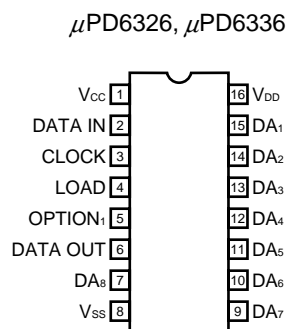 μPD6326, μPD6336
Vcc 1 16 VDD
DATA IN 2 15 DA1
CLOCK 3 14 DA2
LOAD 4 13 DA3
OPTION1 5 12 DA4
DATA OUT 6 11 DA5
DA8 7 10 DA6
Vss 8 9 DA7